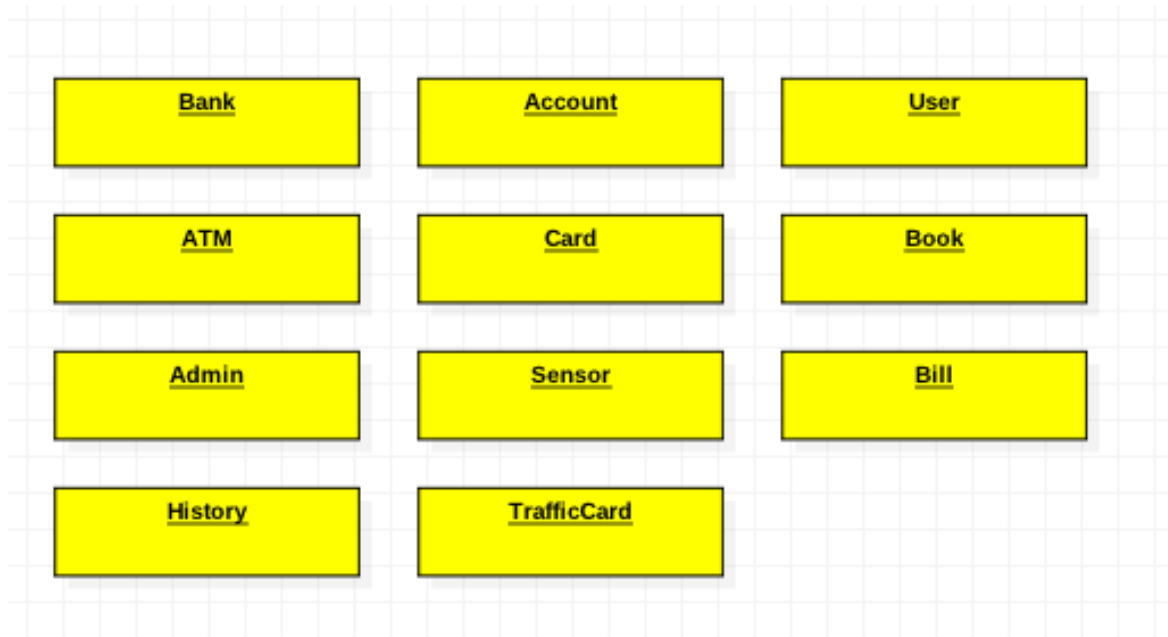 Bank
Account
User
ATM
Card
Book
Admin
Sensor
Bill
History
TrafficCard